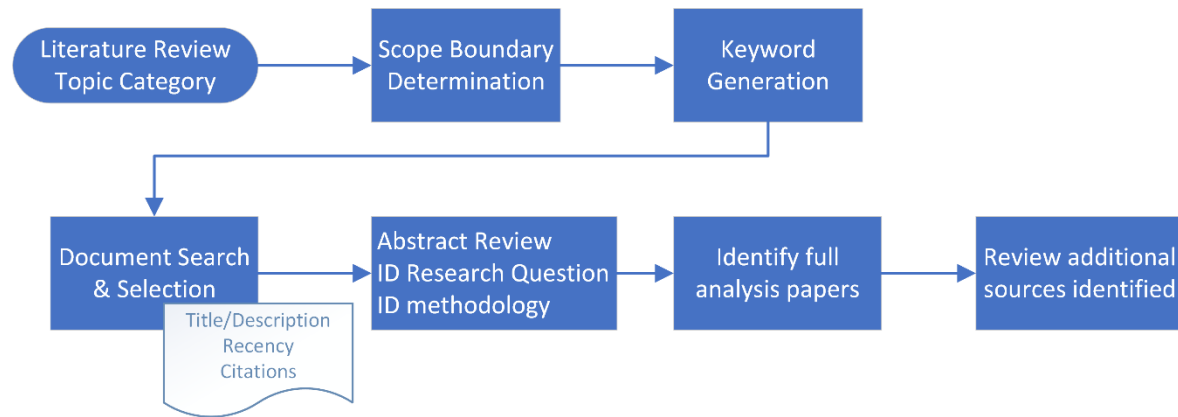 Literature Review
Topic Category
Scope Boundary
Determination
Keyword
Generation
Document Search
& Selection
Title/Description
Recency
Citations
Abstract Review
ID Research Question
ID methodology
Identify full
analysis papers
Review additional
sources identified